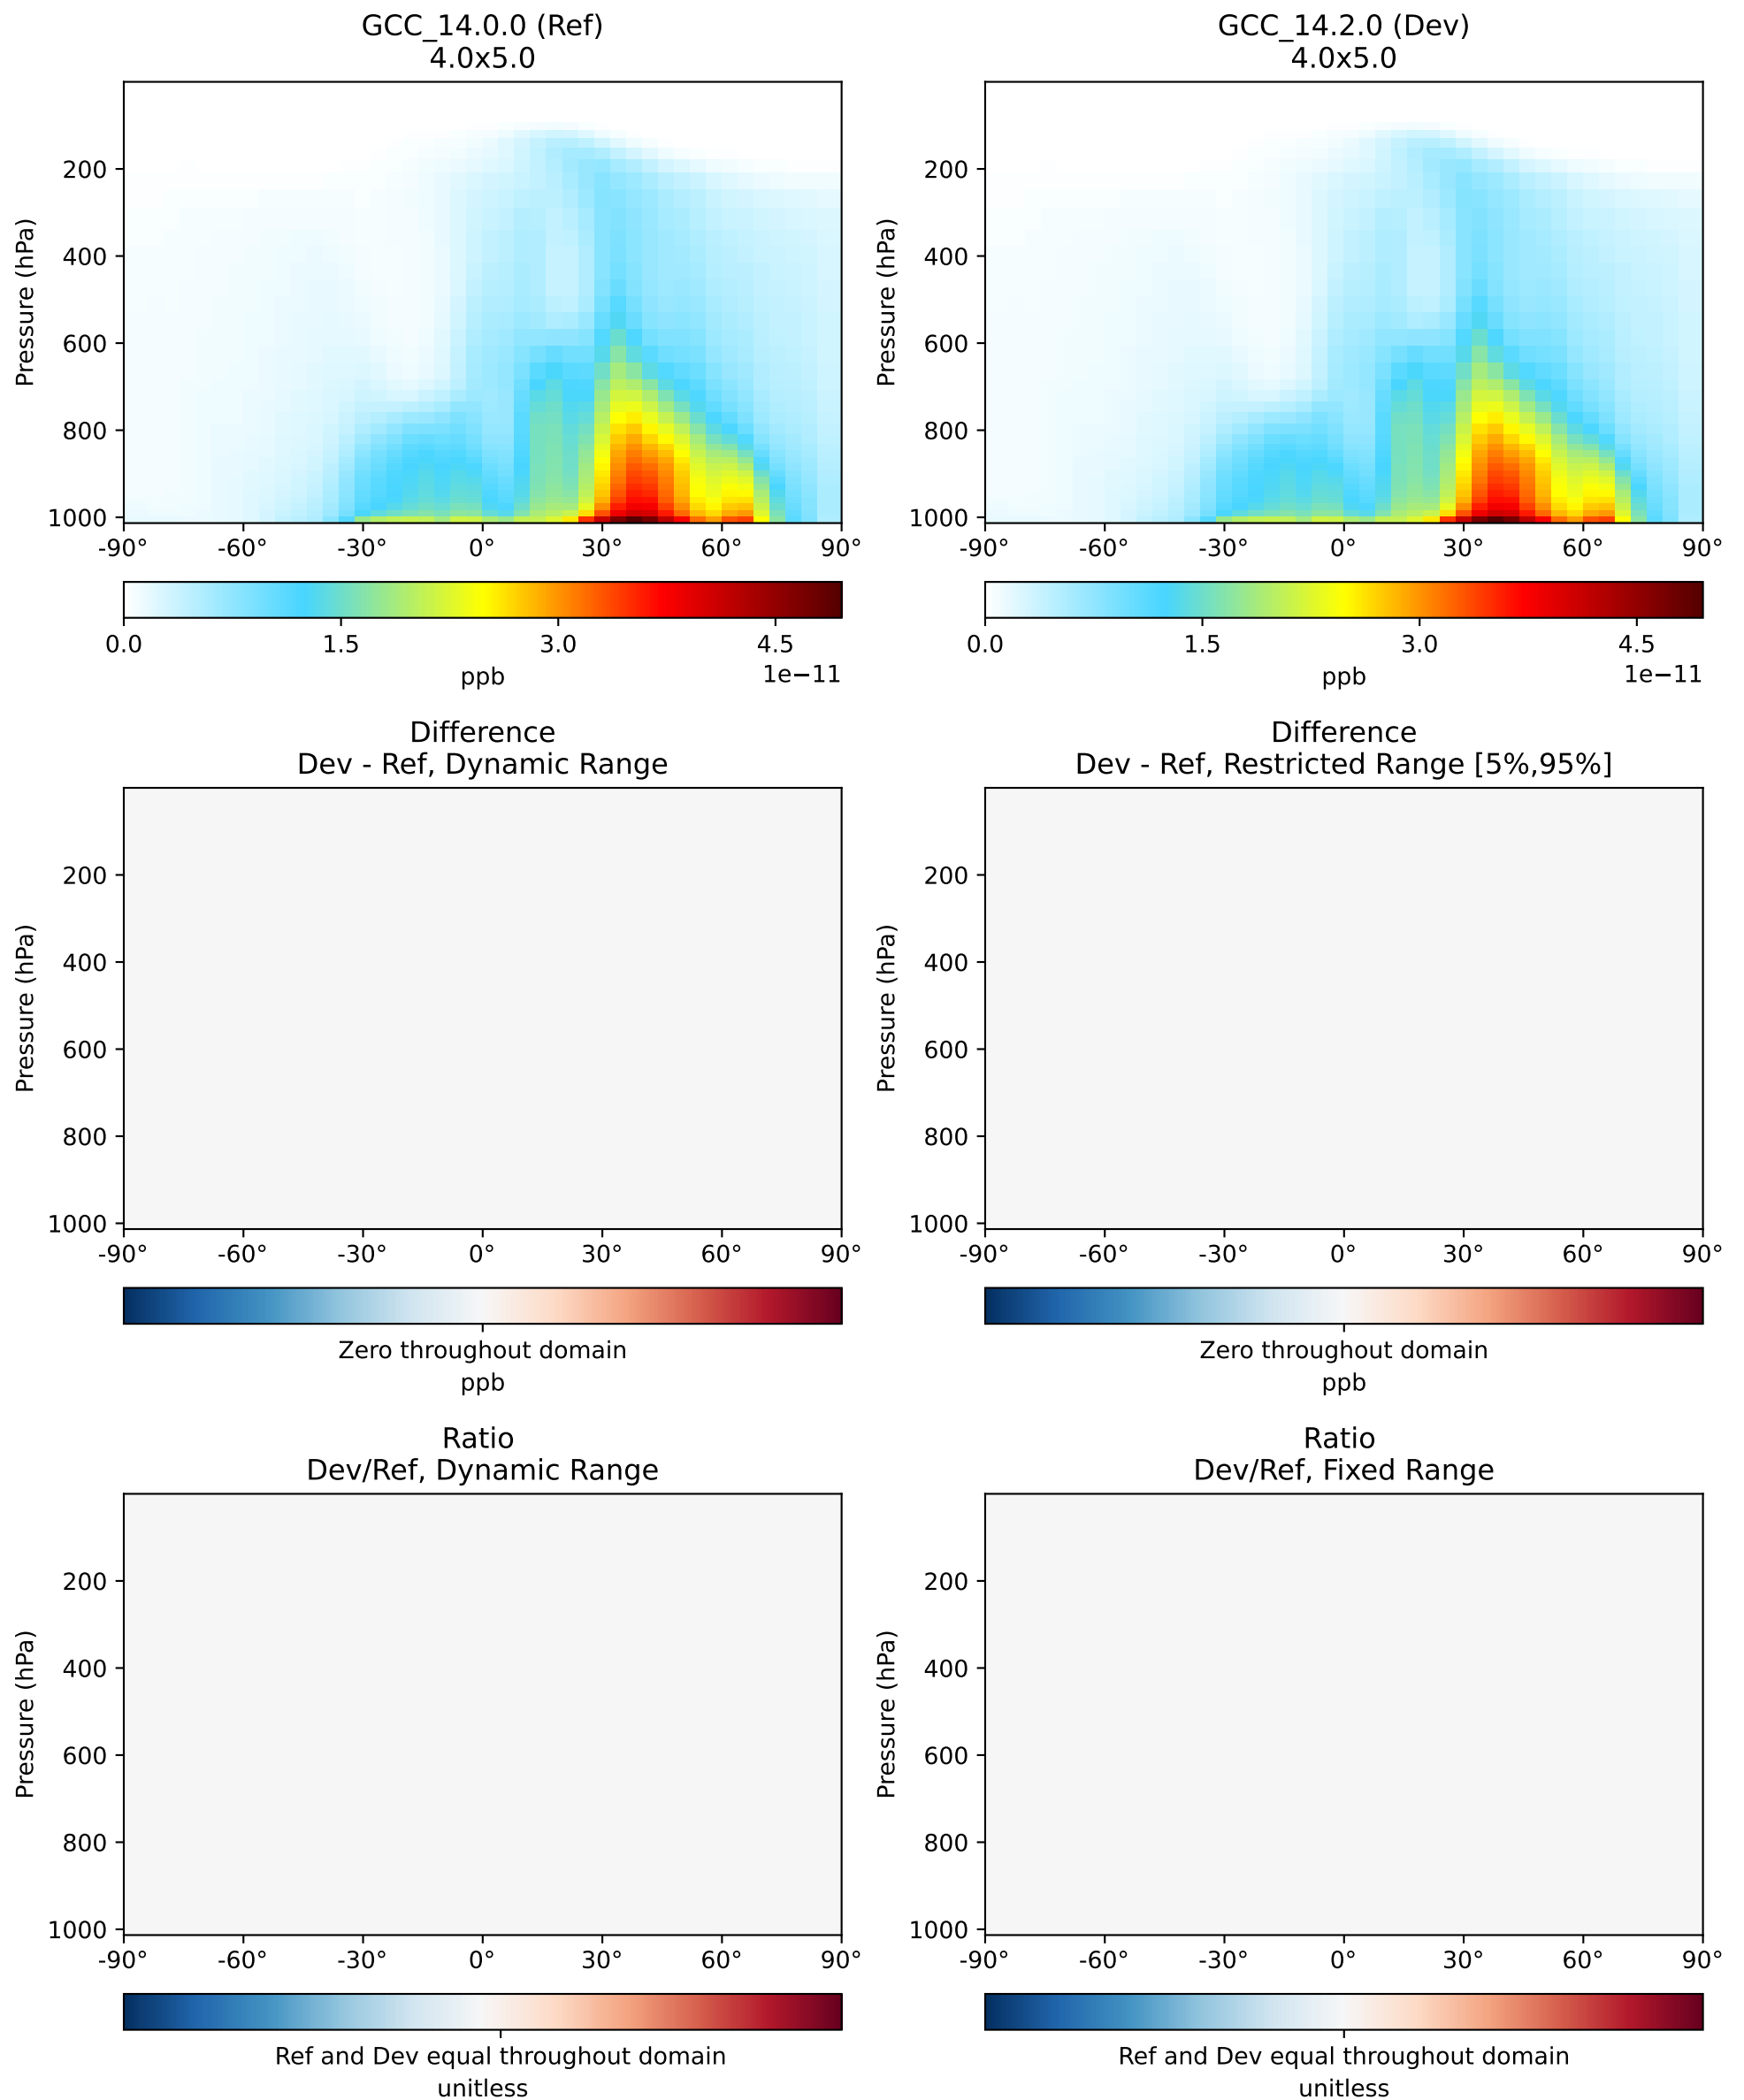 GCC_14.0.0 (Ref)
4.0x5.0
Pressure (hPa)
200
400
600
800
1000
-90° -60° -30° 0° 30° 60° 90°
0.0 1.5 3.0 4.5
1e−11
ppb
GCC_14.2.0 (Dev)
4.0x5.0
Pressure (hPa)
200
400
600
800
1000
-90° -60° -30° 0° 30° 60° 90°
0.0 1.5 3.0 4.5
1e−11
ppb
Difference
Dev - Ref, Dynamic Range
Pressure (hPa)
200
400
600
800
1000
-90° -60° -30° 0° 30° 60° 90°
Zero throughout domain
ppb
Difference
Dev - Ref, Restricted Range [5%,95%]
Pressure (hPa)
200
400
600
800
1000
-90° -60° -30° 0° 30° 60° 90°
Zero throughout domain
ppb
Ratio
Dev/Ref, Dynamic Range
Pressure (hPa)
200
400
600
800
1000
-90° -60° -30° 0° 30° 60° 90°
Ref and Dev equal throughout domain
unitless
Ratio
Dev/Ref, Fixed Range
Pressure (hPa)
200
400
600
800
1000
-90° -60° -30° 0° 30° 60° 90°
Ref and Dev equal throughout domain
unitless